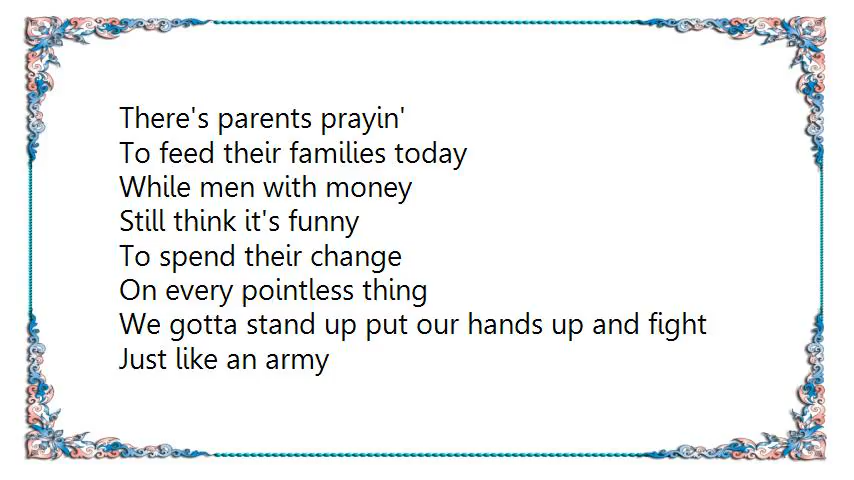 There's parents prayin'
To feed their families today
While men with money
Still think it's funny
To spend their change
On every pointless thing
We gotta stand up put our hands up and fight
Just like an army